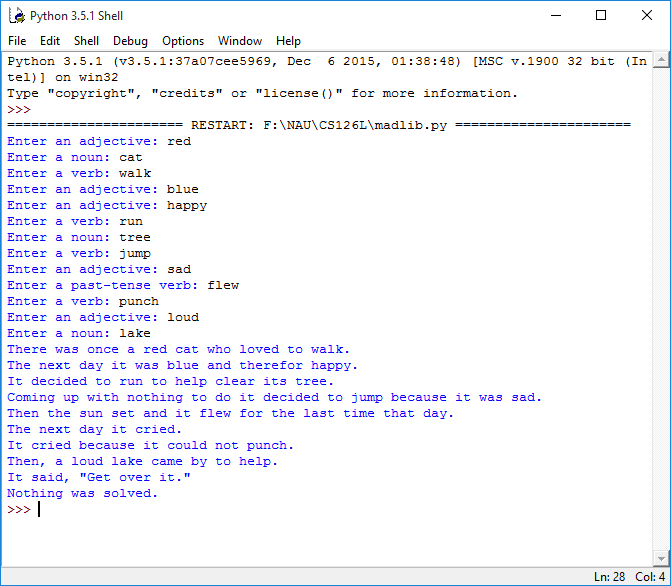 Python 3.5.1 Shell
File Edit Shell Debug Options Window Help
Python 3.5.1 (v3.5.1:37a07cee5969, Dec  6 2015, 01:38:48) [MSC v.1900 32 bit (In
tel)] on win32
Type "copyright", "credits" or "license()" for more information.
>>>
====================== RESTART: F:\NAU\CS126L\madlib.py ======================
Enter an adjective: red
Enter a noun: cat
Enter a verb: walk
Enter an adjective: blue
Enter an adjective: happy
Enter a verb: run
Enter a noun: tree
Enter a verb: jump
Enter an adjective: sad
Enter a past-tense verb: flew
Enter a verb: punch
Enter an adjective: loud
Enter a noun: lake
There was once a red cat who loved to walk.
The next day it was blue and therefor happy.
It decided to run to help clear its tree.
Coming up with nothing to do it decided to jump because it was sad.
Then the sun set and it flew for the last time that day.
The next day it cried.
It cried because it could not punch.
Then, a loud lake came by to help.
It said, "Get over it."
Nothing was solved.
>>>
Ln: 28 Col: 4